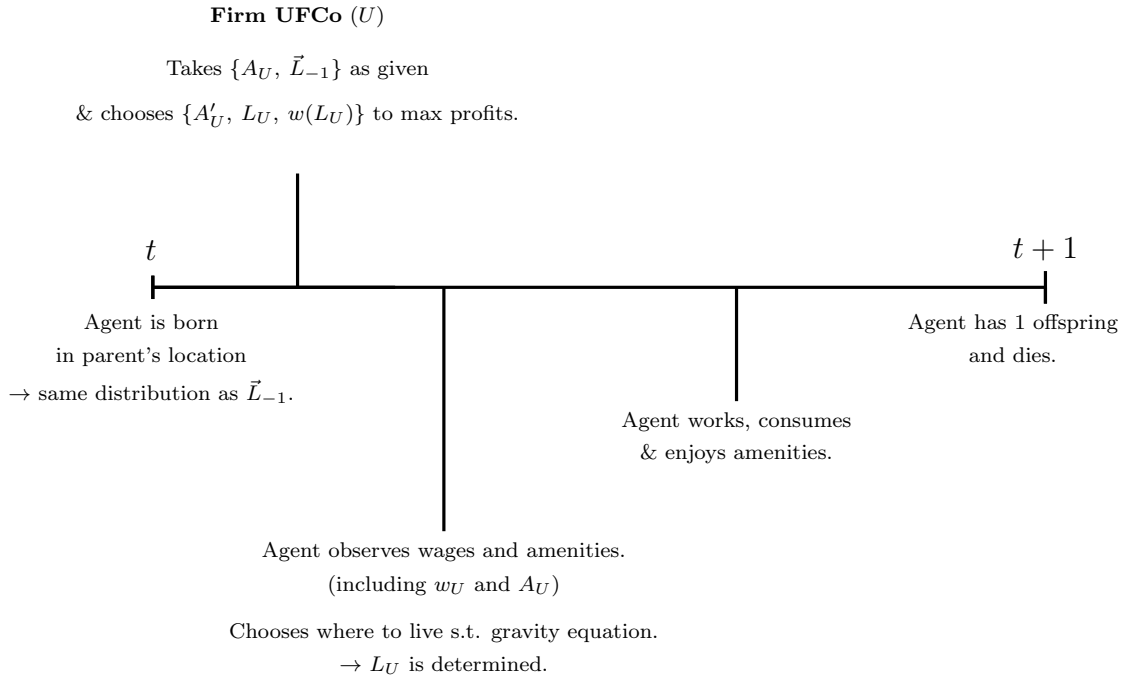 Firm UFCo (U)
Takes {A_U, \vec{L}_{-1}} as given
& chooses {A'_U, L_U, w(L_U)} to max profits.
t
t + 1
Agent is born
in parent's location
→ same distribution as \vec{L}_{-1}.
Agent has 1 offspring
and dies.
Agent works, consumes
& enjoys amenities.
Agent observes wages and amenities.
(including w_U and A_U)
Chooses where to live s.t. gravity equation.
→ L_U is determined.